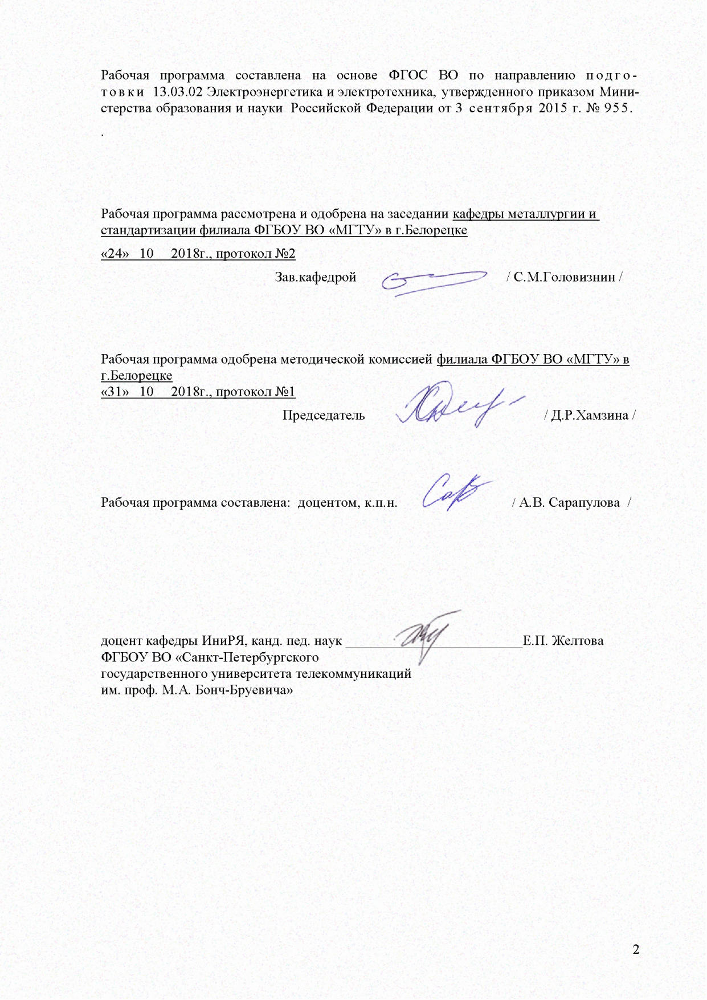 Рабочая программа составлена на основе ФГОС ВО по направлению подго-
товки 13.03.02 Электроэнергетика и электротехника, утвержденного приказом Мини-
стерства образования и науки Российской Федерации от 3 сентября 2015 г. № 955.
.
Рабочая программа рассмотрена и одобрена на заседании кафедры металлургии и
стандартизации филиала ФГБОУ ВО «МГТУ» в г.Белорецке
«24» 10 2018г., протокол №2
Зав.кафедрой / С.М.Головизнин /
Рабочая программа одобрена методической комиссией филиала ФГБОУ ВО «МГТУ» в
г.Белорецке
«31» 10 2018г., протокол №1
Председатель / Д.Р.Хамзина /
Рабочая программа составлена: доцентом, к.п.н. / А.В. Сарапулова /
доцент кафедры ИниРЯ, канд. пед. наук __________________________Е.П. Желтова
ФГБОУ ВО «Санкт-Петербургского
государственного университета телекоммуникаций
им. проф. М.А. Бонч-Бруевича»
2